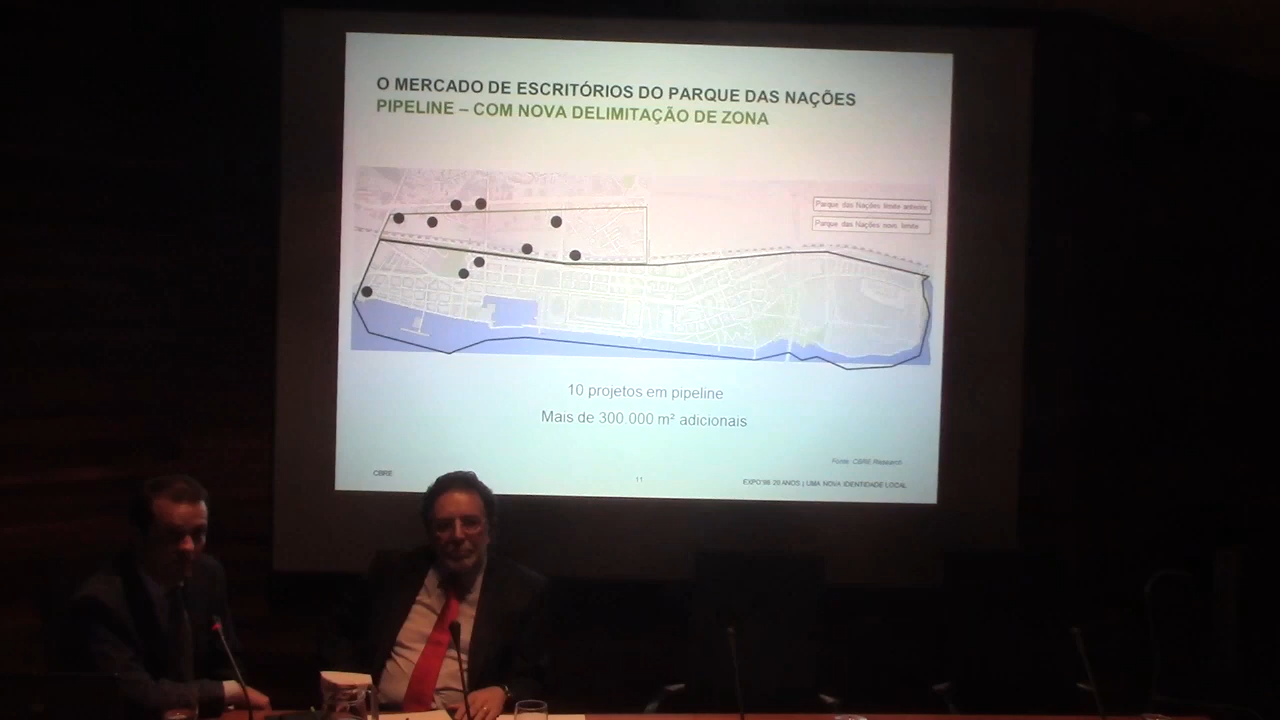 O MERCADO DE ESCRITÓRIOS DO PARQUE DAS NAÇÕES
PIPELINE – COM NOVA DELIMITAÇÃO DE ZONA
Parque das Nações limite anterior
Parque das Nações novo limite
10 projetos em pipeline
Mais de 300.000 m² adicionais
Fonte: CBRE Research
CBRE
11
EXPO'98 20 ANOS | UMA NOVA IDENTIDADE LOCAL